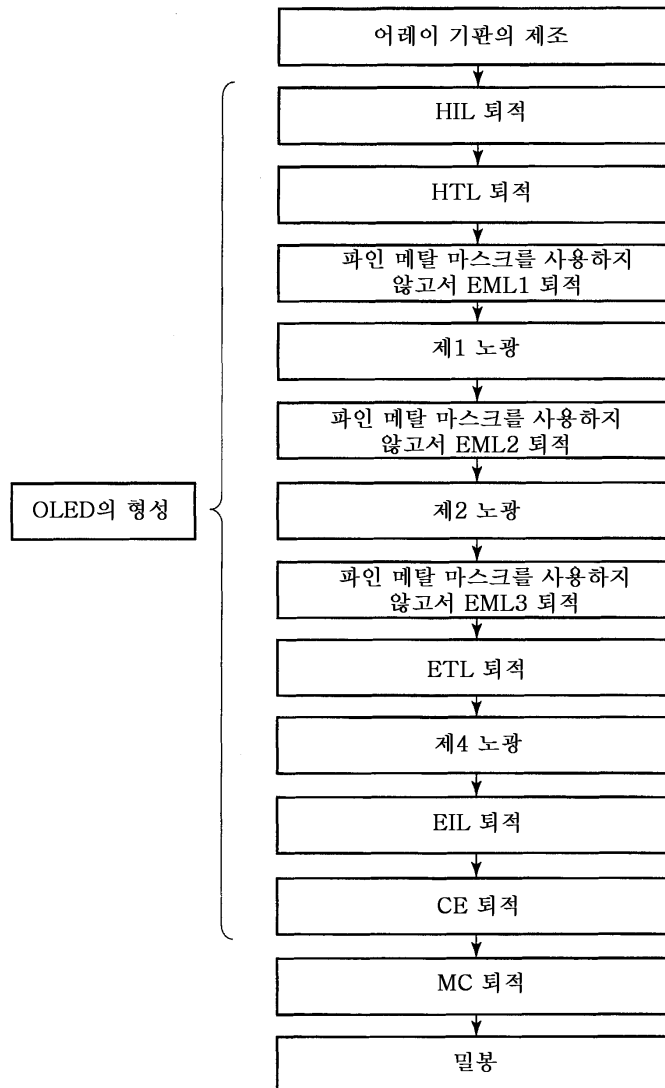 어레이 기판의 제조
HIL 퇴적
HTL 퇴적
파인 메탈 마스크를 사용하지
않고서 EML1 퇴적
제1 노광
파인 메탈 마스크를 사용하지
않고서 EML2 퇴적
OLED의 형성
제2 노광
파인 메탈 마스크를 사용하지
않고서 EML3 퇴적
ETL 퇴적
제4 노광
EIL 퇴적
CE 퇴적
MC 퇴적
밀봉